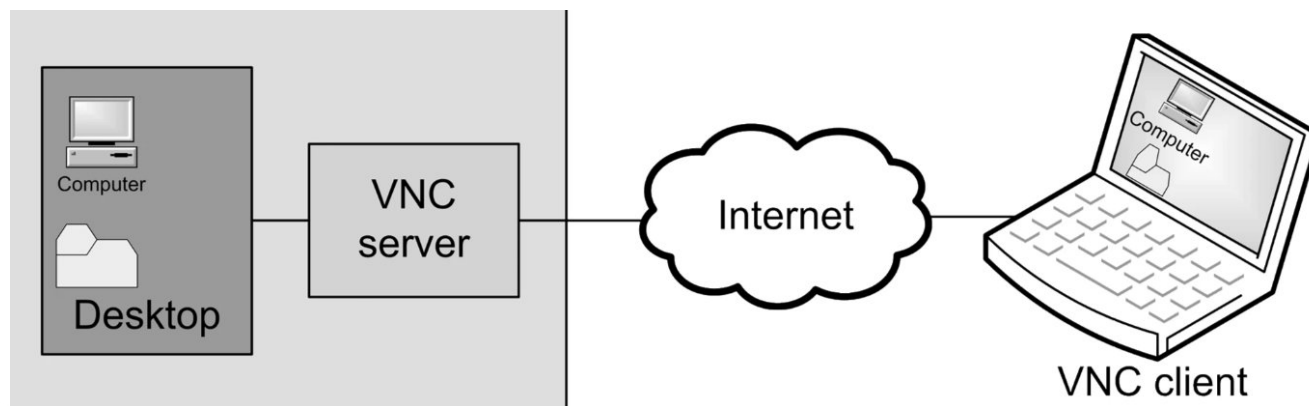 Computer
Desktop
VNC
server
Internet
Computer
VNC client